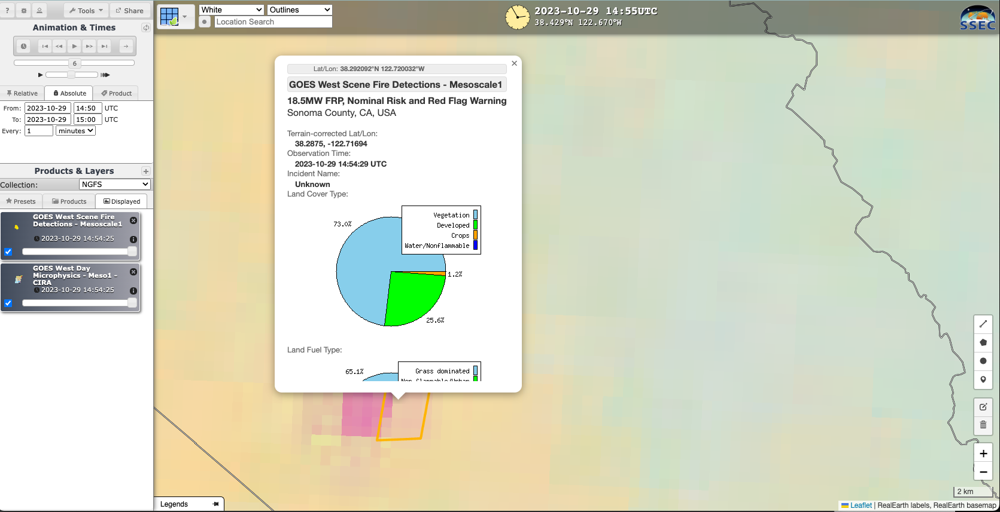 ?
Tools
Share
Animation & Times
6
Relative
Absolute
Product
From: 2023-10-29 14:50 UTC
To: 2023-10-29 15:00 UTC
Every: 1 minutes
Products & Layers
Collection: NGFS
Presets
Products
Displayed
GOES West Scene Fire
Detections - Mesoscale1
2023-10-29 14:54:25
GOES West Day
Microphysics - Meso1 -
CIRA
2023-10-29 14:54:25
White
Outlines
Location Search
2023-10-29 14:55UTC
38.429°N 122.670°W
SSEC
Lat/Lon: 38.292092°N 122.720032°W
GOES West Scene Fire Detections - Mesoscale1
18.5MW FRP, Nominal Risk and Red Flag Warning
Sonoma County, CA, USA
Terrain-corrected Lat/Lon:
38.2875, -122.71694
Observation Time:
2023-10-29 14:54:29 UTC
Incident Name:
Unknown
Land Cover Type:
Vegetation
Developed
Crops
Water/Nonflammable
73.0%
1.2%
25.6%
Land Fuel Type:
65.1%
Grass dominated
Non-flammable/Urban
+
−
2 km
Legends
Leaflet | RealEarth labels, RealEarth basemap